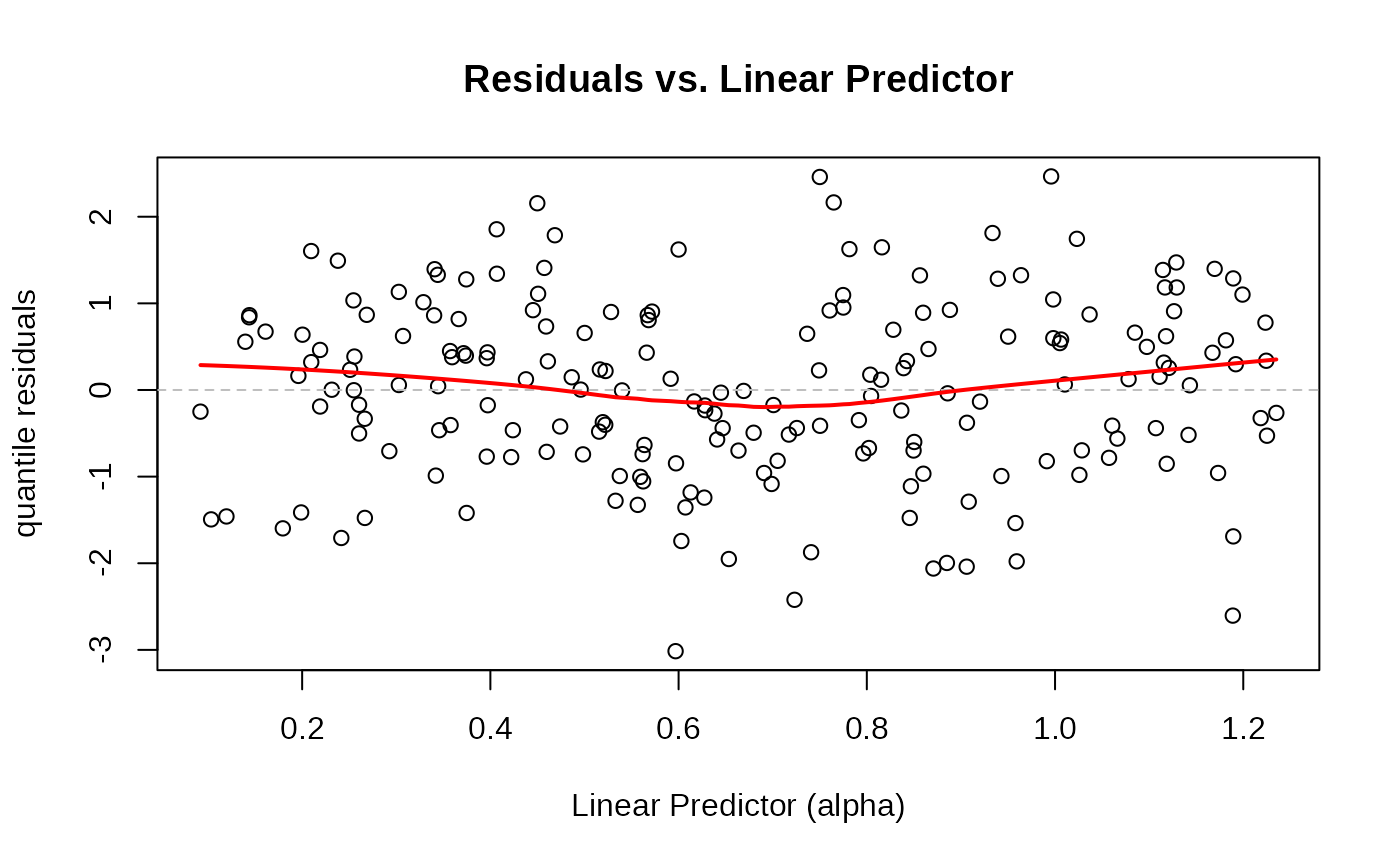 Residuals vs. Linear Predictor
quantile residuals
2
1
0
-1
-2
-3
0.2 0.4 0.6 0.8 1.0 1.2
Linear Predictor (alpha)